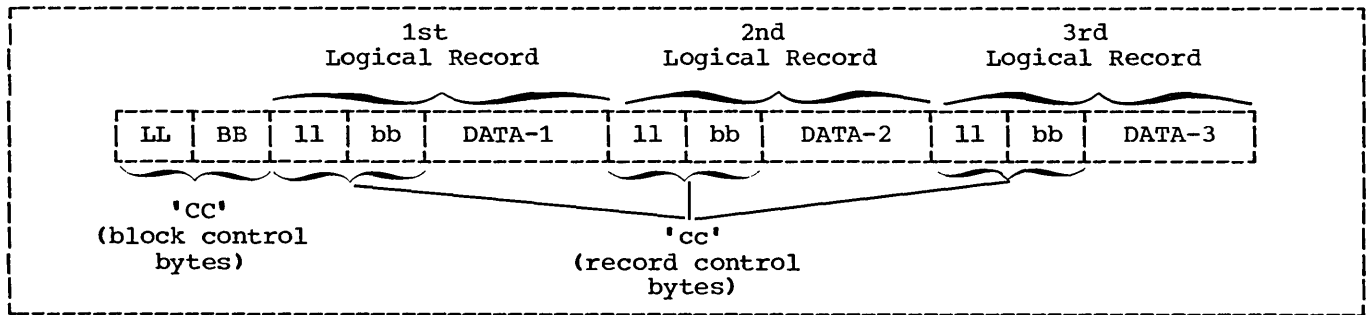 1st 2nd 3rd
Logical Record Logical Record Logical Record
LL BB ll bb DATA-1 ll bb DATA-2 ll bb DATA-3
'CC'
(block control
bytes)
'cc'
(record control
bytes)